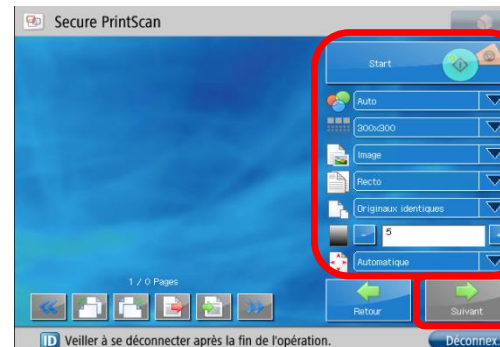 Secure PrintScan
Start
Auto
300x300
Image
Recto
Originaux identiques
- 5
Automatique
1 / 0 Pages
Retour
Suivant
ID Veiller à se déconnecter après la fin de l'opération.
Déconnex.